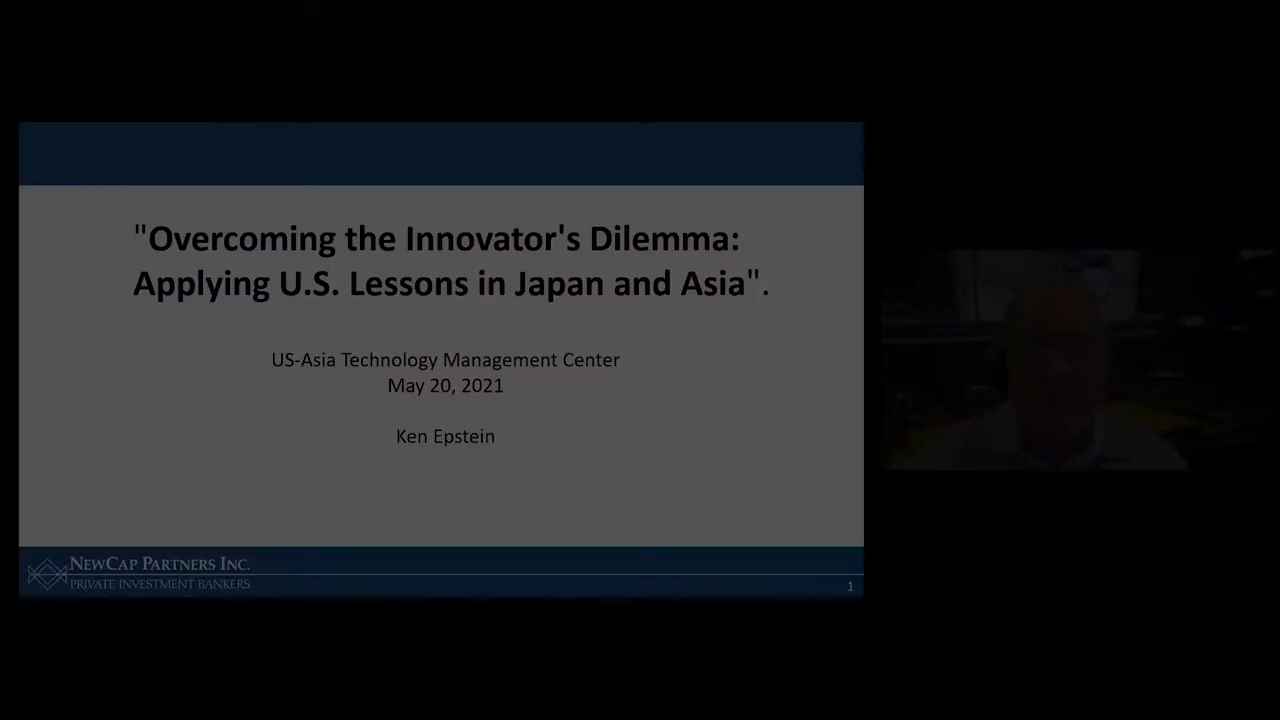 "Overcoming the Innovator's Dilemma:
Applying U.S. Lessons in Japan and Asia".
US-Asia Technology Management Center
May 20, 2021
Ken Epstein
NEWCAP PARTNERS INC.
PRIVATE INVESTMENT BANKERS
1